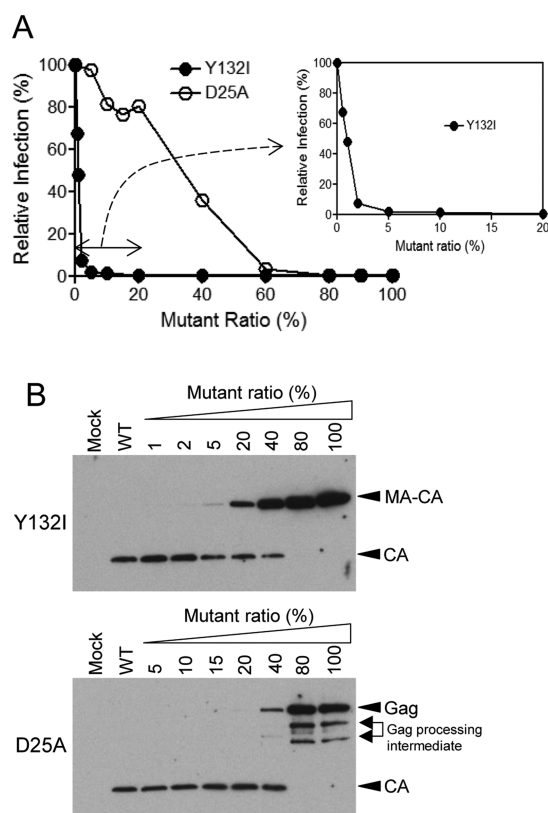 A
Relative Infection (%)
100
80
60
40
20
0
Y132I
D25A
0 20 40 60 80 100
Mutant Ratio (%)
Relative Infection (%)
100
80
60
40
20
0
Y132I
0 5 10 15 20
Mutant ratio (%)
B
Mutant ratio (%)
Mock WT 1 2 5 20 40 80 100
Y132I
MA-CA
CA
Mutant ratio (%)
Mock WT 5 10 15 20 40 80 100
D25A
Gag
Gag processing
intermediate
CA